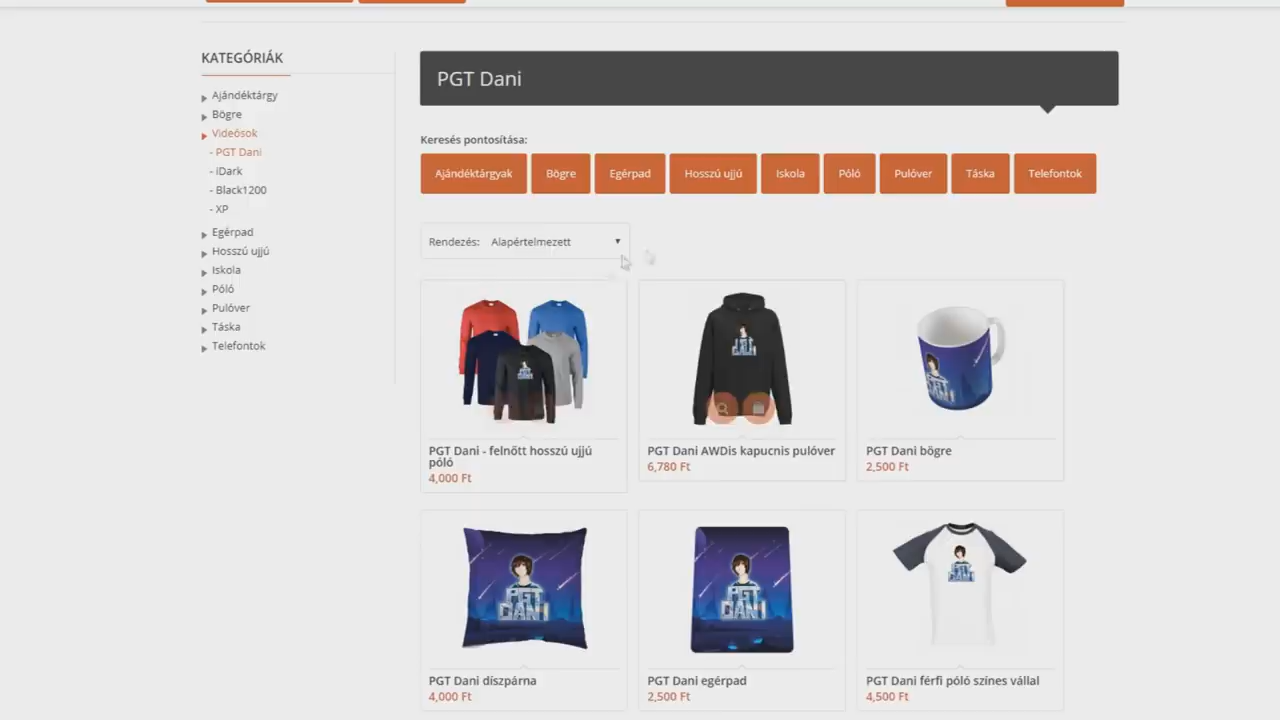 KATEGÓRIÁK
Ajándéktárgy
Bögre
Videósok
- PGT Dani
- iDark
- Black1200
- XP
Egérpad
Hosszú ujjú
Iskola
Póló
Pulóver
Táska
Telefontok
PGT Dani
Keresés pontosítása:
Ajándéktárgyak Bögre Egérpad Hosszú ujjú Iskola Póló Pulóver Táska Telefontok
Rendezés: Alapértelmezett
PGT Dani - felnőtt hosszú ujjú
póló
4,000 Ft
PGT Dani AWDis kapucnis pulóver
6,780 Ft
PGT Dani bögre
2,500 Ft
PGT
DANI
PGT
DANI
PGT Dani díszpárna
4,000 Ft
PGT Dani egérpad
2,500 Ft
PGT Dani férfi póló színes vállal
4,500 Ft